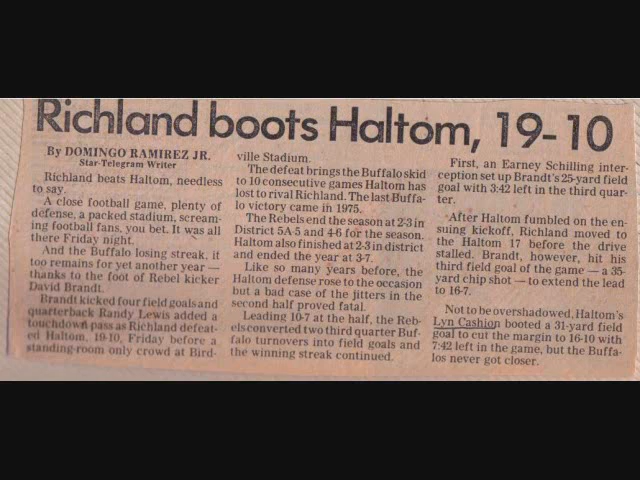 Richland boots Haltom, 19-10
By DOMINGO RAMIREZ JR.
Star-Telegram Writer
Richland beats Haltom, needless
to say.
A close football game, plenty of
defense, a packed stadium, scream-
ing football fans, you bet. It was all
there Friday night.
And the Buffalo losing streak, it
too remains for yet another year —
thanks to the foot of Rebel kicker
David Brandt.
Brandt kicked four field goals and
quarterback Randy Lewis added a
touchdown pass as Richland defeat-
ed Haltom, 19-10, Friday before a
standing-room only crowd at Bird-
ville Stadium.
The defeat brings the Buffalo skid
to 10 consecutive games Haltom has
lost to rival Richland. The last Buffa-
lo victory came in 1975.
The Rebels end the season at 2-3 in
District 5A-5 and 4-6 for the season.
Haltom also finished at 2-3 in district
and ended the year at 3-7.
Like so many years before, the
Haltom defense rose to the occasion
but a bad case of the jitters in the
second half proved fatal.
Leading 10-7 at the half, the Reb-
els converted two third quarter Buf-
falo turnovers into field goals and
the winning streak continued.
First, an Earney Schilling inter-
ception set up Brandt's 25-yard field
goal with 3:42 left in the third quar-
ter.
After Haltom fumbled on the en-
suing kickoff, Richland moved to
the Haltom 17 before the drive
stalled. Brandt, however, hit his
third field goal of the game — a 35-
yard chip shot — to extend the lead
to 16-7.
Not to be overshadowed, Haltom's
Lyn Cashion booted a 31-yard field
goal to cut the margin to 16-10 with
7:42 left in the game, but the Buffa-
los never got closer.